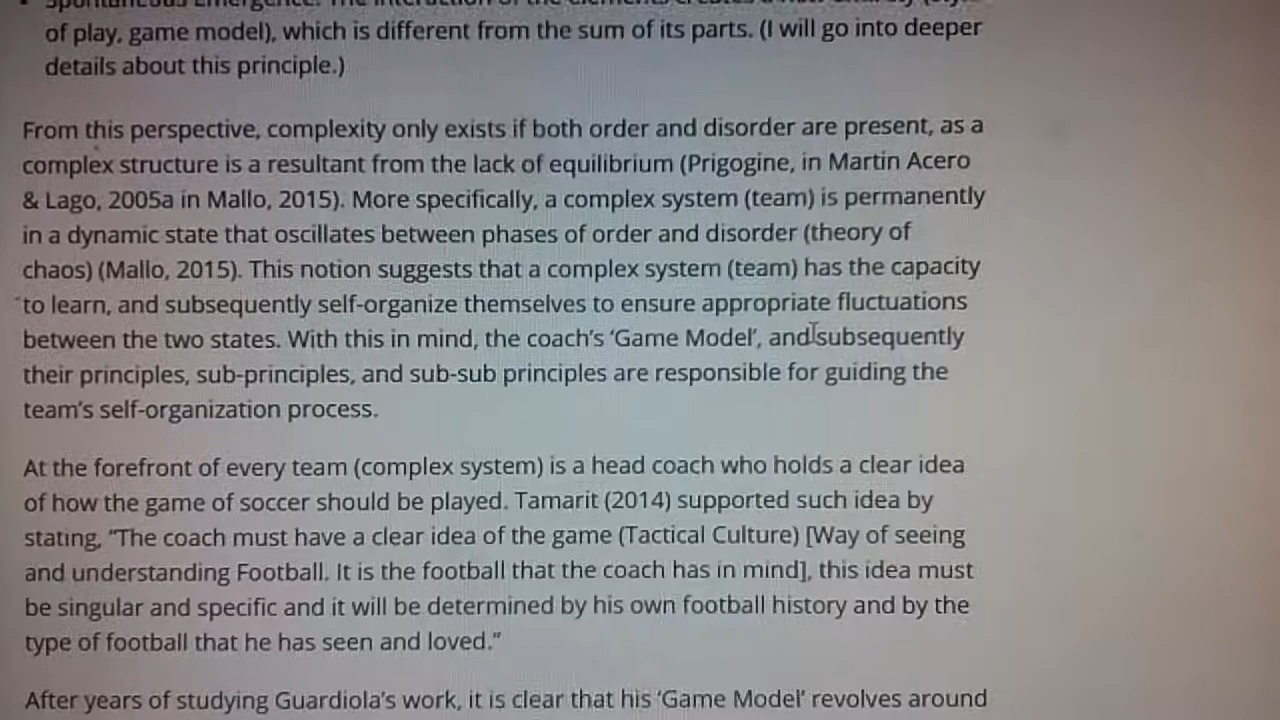 of play, game model), which is different from the sum of its parts. (I will go into deeper
details about this principle.)
From this perspective, complexity only exists if both order and disorder are present, as a
complex structure is a resultant from the lack of equilibrium (Prigogine, in Martin Acero
& Lago, 2005a in Mallo, 2015). More specifically, a complex system (team) is permanently
in a dynamic state that oscillates between phases of order and disorder (theory of
chaos) (Mallo, 2015). This notion suggests that a complex system (team) has the capacity
to learn, and subsequently self-organize themselves to ensure appropriate fluctuations
between the two states. With this in mind, the coach’s ‘Game Model’, and subsequently
their principles, sub-principles, and sub-sub principles are responsible for guiding the
team’s self-organization process.
At the forefront of every team (complex system) is a head coach who holds a clear idea
of how the game of soccer should be played. Tamarit (2014) supported such idea by
stating, “The coach must have a clear idea of the game (Tactical Culture) [Way of seeing
and understanding Football. It is the football that the coach has in mind], this idea must
be singular and specific and it will be determined by his own football history and by the
type of football that he has seen and loved.”
After years of studying Guardiola’s work, it is clear that his ‘Game Model’ revolves around